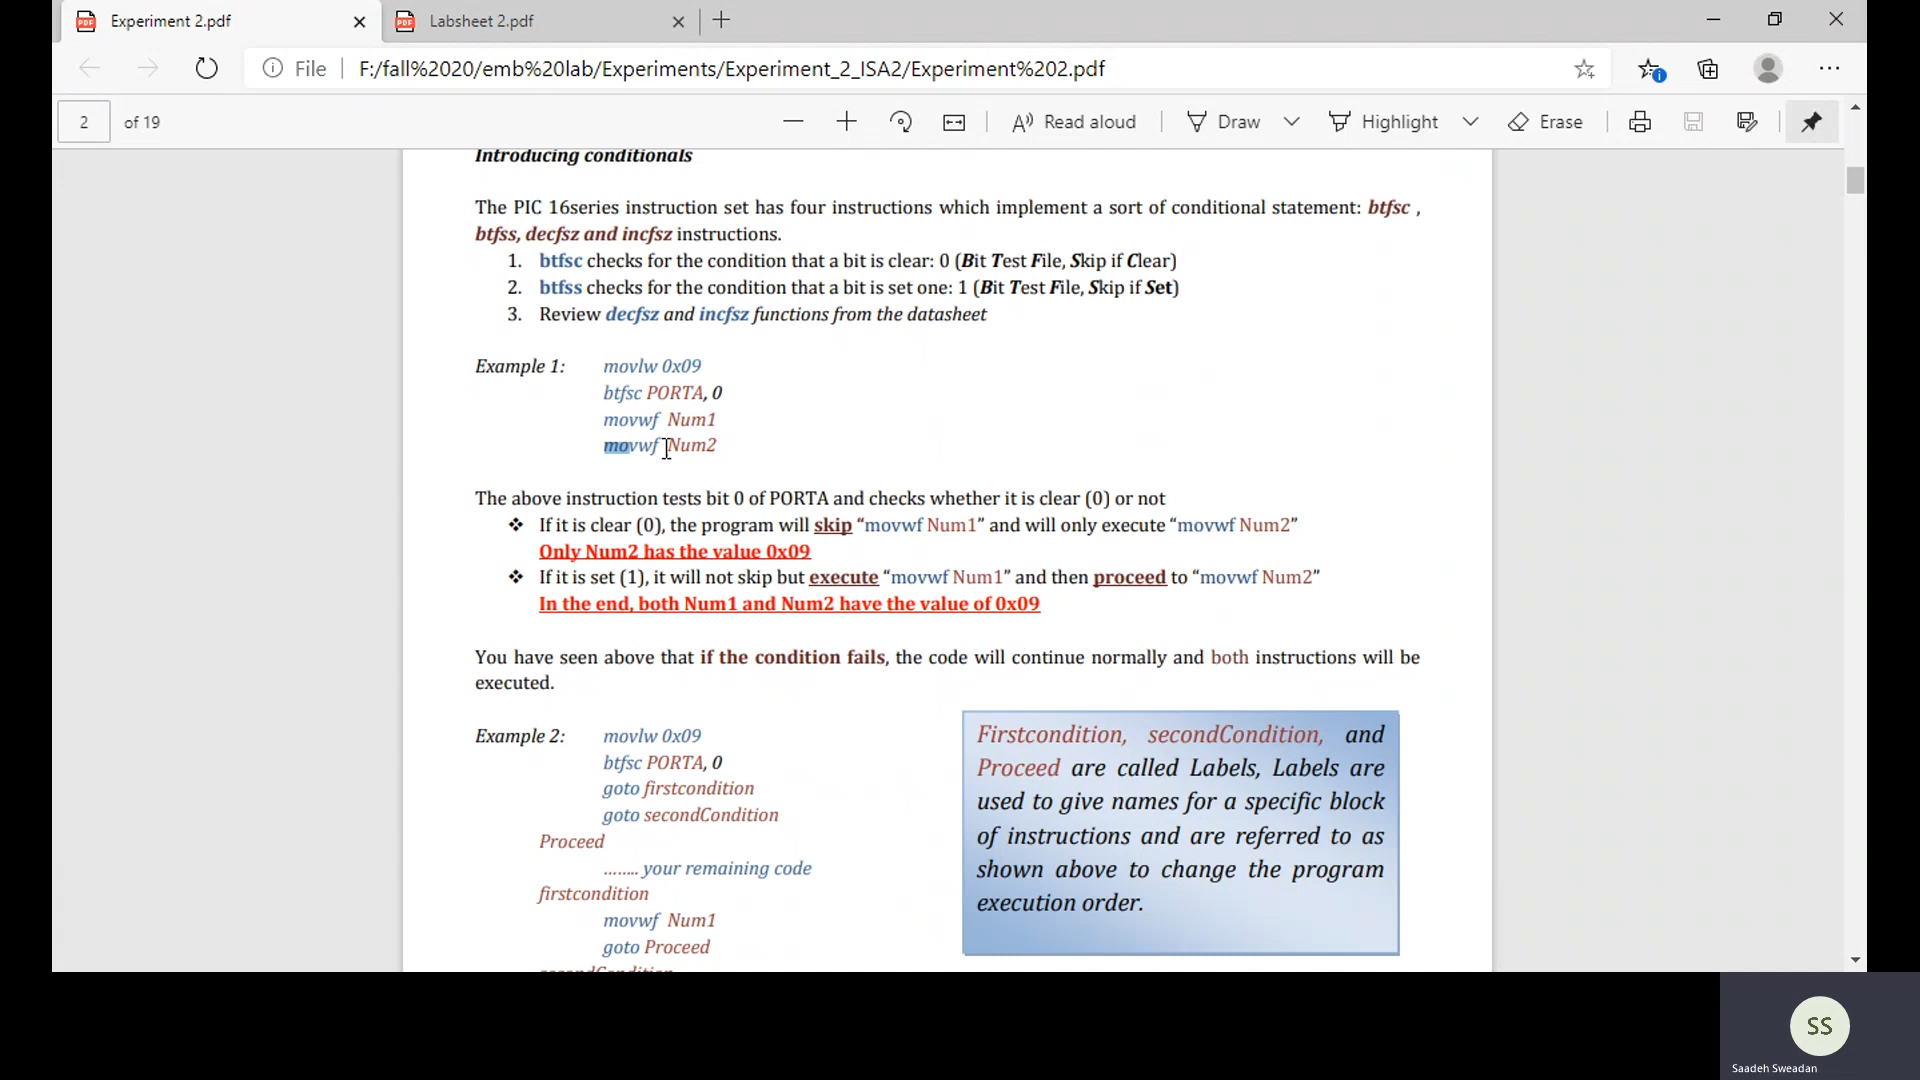 Experiment 2.pdf
Labsheet 2.pdf
File F:/fall%2020/emb%20lab/Experiments/Experiment_2_ISA2/Experiment%202.pdf
2 of 19
Read aloud Draw Highlight Erase
Introducing conditionals
The PIC 16series instruction set has four instructions which implement a sort of conditional statement: btfsc ,
btfss, decfsz and incfsz instructions.
1. btfsc checks for the condition that a bit is clear: 0 (Bit Test File, Skip if Clear)
2. btfss checks for the condition that a bit is set one: 1 (Bit Test File, Skip if Set)
3. Review decfsz and incfsz functions from the datasheet
Example 1: movlw 0x09
btfsc PORTA, 0
movwf Num1
movwf Num2
The above instruction tests bit 0 of PORTA and checks whether it is clear (0) or not
❖ If it is clear (0), the program will skip “movwf Num1” and will only execute “movwf Num2”
Only Num2 has the value 0x09
❖ If it is set (1), it will not skip but execute “movwf Num1” and then proceed to “movwf Num2”
In the end, both Num1 and Num2 have the value of 0x09
You have seen above that if the condition fails, the code will continue normally and both instructions will be
executed.
Example 2: movlw 0x09
btfsc PORTA, 0
goto firstcondition
goto secondCondition
Proceed
........ your remaining code
firstcondition
movwf Num1
goto Proceed
secondCondition
Firstcondition, secondCondition, and
Proceed are called Labels, Labels are
used to give names for a specific block
of instructions and are referred to as
shown above to change the program
execution order.
SS
Saadeh Sweadan